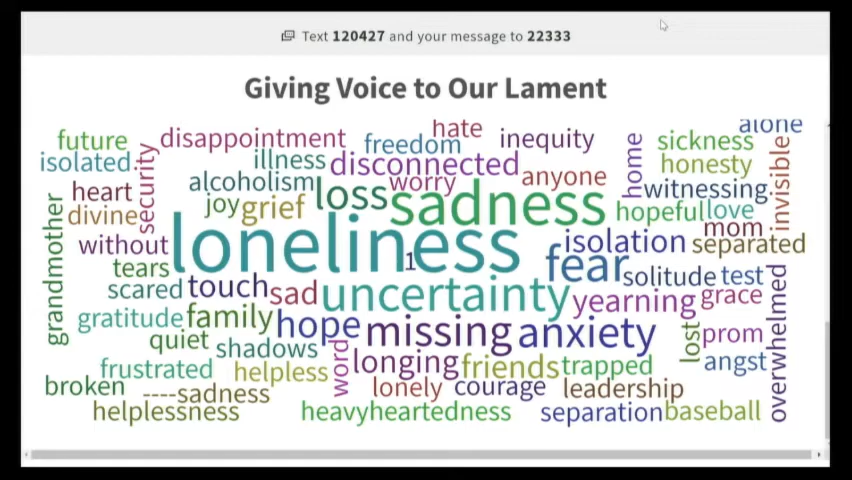 Text 120427 and your message to 22333
Giving Voice to Our Lament
alone
hate
future
disappointment
freedom
inequity
home
sickness
isolated
security
illness
disconnected
honesty
invisible
heart
alcoholism
loss
worry
anyone
witnessing
divine
joy
grief
sadness
hopeful
love
grandmother
without
loneliness
1
isolation
mom
separated
tears
fear
solitude
test
scared
touch
sad
uncertainty
yearning
grace
overwhelmed
gratitude
family
hope
missing
anxiety
lost
prom
quiet
shadows
word
longing
friends
trapped
angst
frustrated
helpless
broken
----sadness
lonely
courage
leadership
helplessness
heavyheartedness
separation
baseball